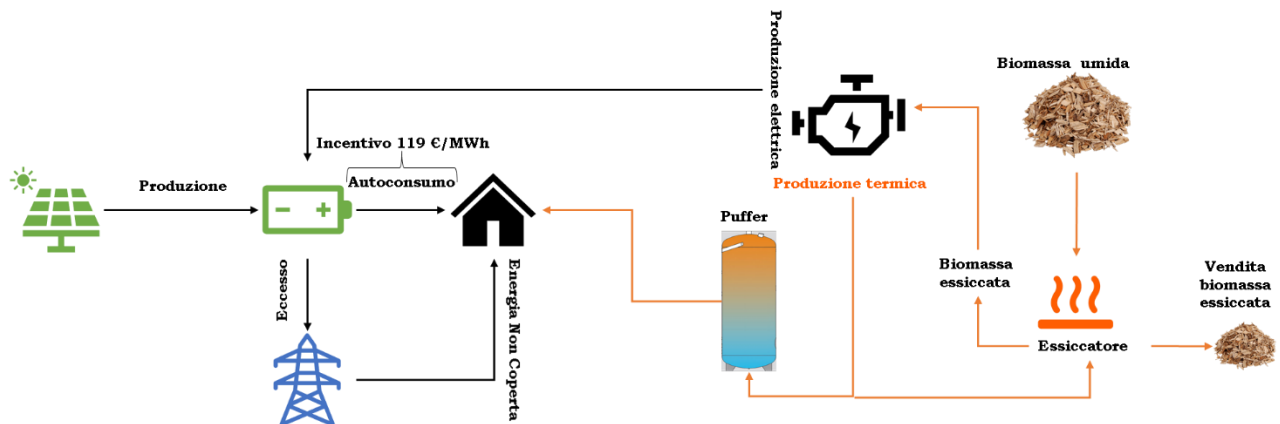 Produzione
Incentivo 119 €/MWh
Autoconsumo
Eccesso
Energia Non Coperta
Produzione elettrica
Produzione termica
Puffer
Biomassa umida
Biomassa
essiccata
Essiccatore
Vendita
biomassa
essiccata